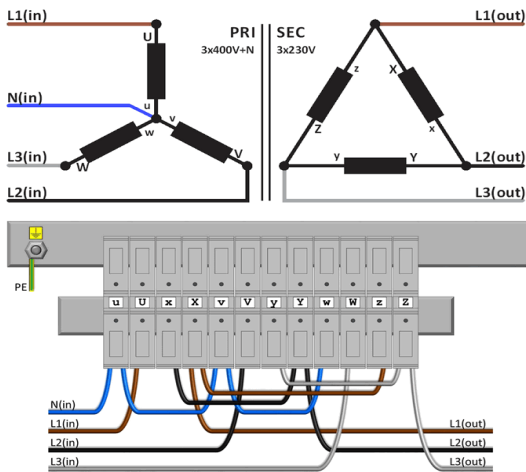 L1(in)
PRI
SEC
L1(out)
U
3x400V+N
3x230V
z
X
N(in)
u
w
v
Z
x
L3(in)
W
V
y
Y
L2(out)
L2(in)
L3(out)
PE
u U x X v V y Y w W z Z
N(in)
L1(in)
L1(out)
L2(in)
L2(out)
L3(in)
L3(out)